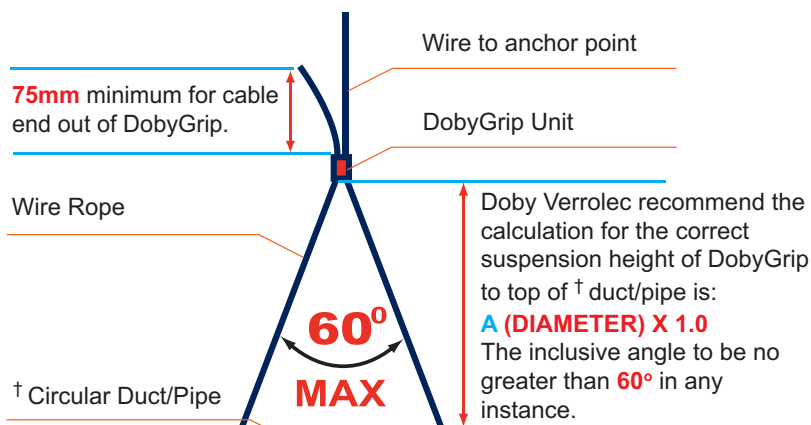 Wire to anchor point
75mm minimum for cable
end out of DobyGrip.
DobyGrip Unit
Wire Rope
Doby Verrolec recommend the
calculation for the correct
suspension height of DobyGrip
to top of † duct/pipe is:
A (DIAMETER) X 1.0
The inclusive angle to be no
greater than 60º in any
instance.
60⁰
MAX
† Circular Duct/Pipe